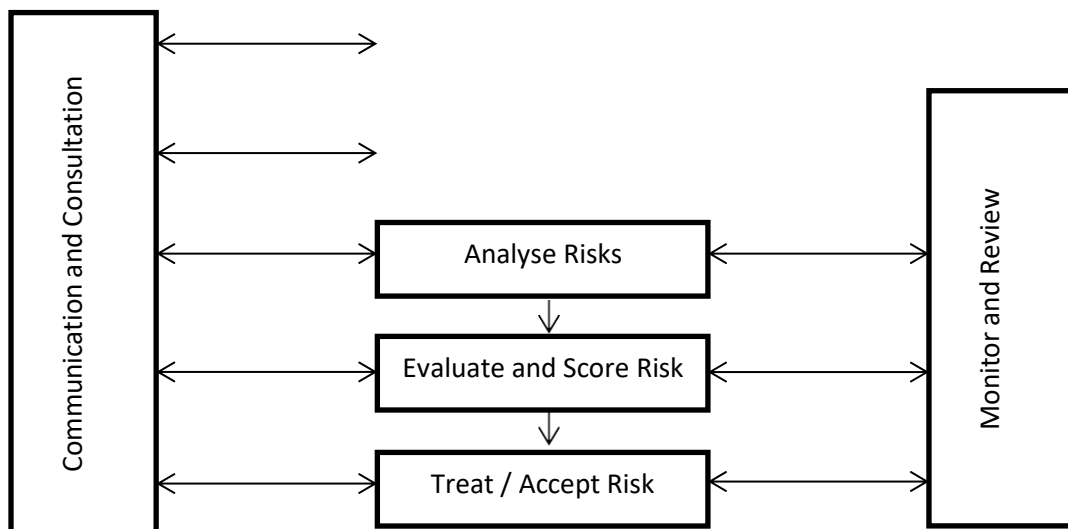 Communication and Consultation
Analyse Risks
Evaluate and Score Risk
Treat / Accept Risk
Monitor and Review